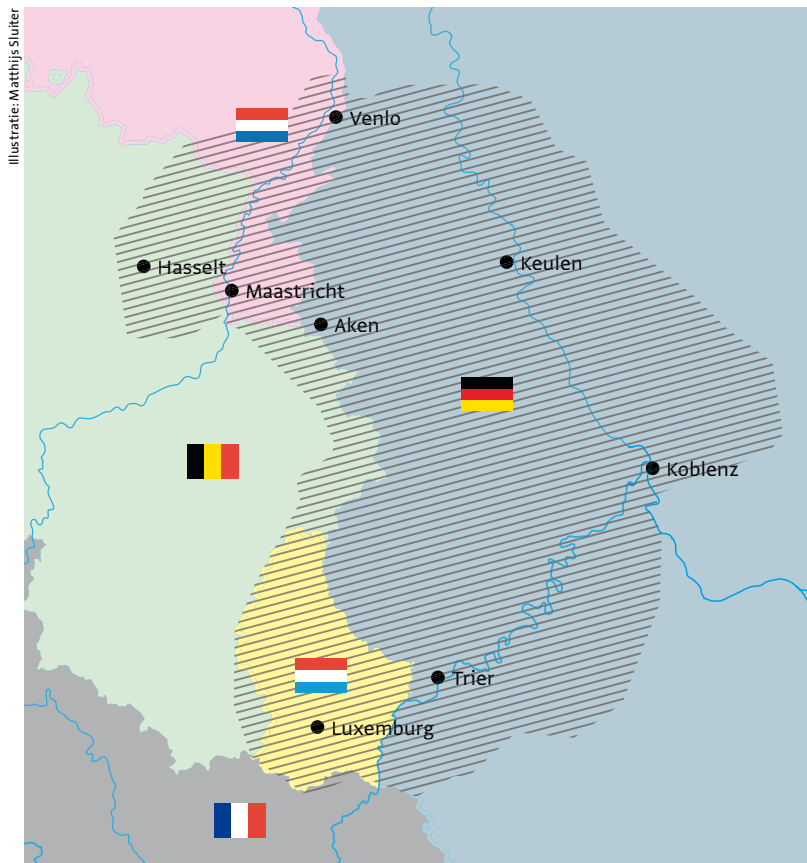 Illustratie: Matthijs Sluiter
Venlo
Hasselt
Keulen
Maastricht
Aken
Koblenz
Trier
Luxemburg